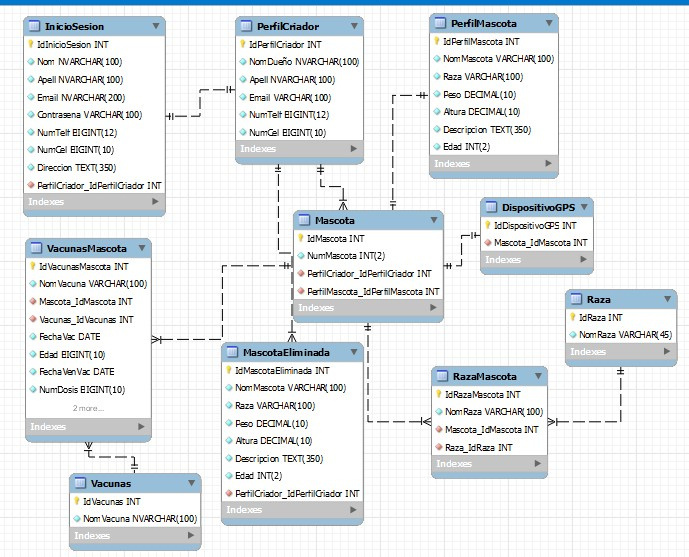 InicioSesion
IdInicioSesion INT
Nom NVARCHAR(100)
Apell NVARCHAR(100)
Email NVARCHAR(200)
Contrasena VARCHAR(100)
NumTelf BIGINT(12)
NumCel BIGINT(10)
Direccion TEXT(350)
PerfilCriador_IdPerfilCriador INT
Indexes
PerfilCriador
IdPerfilCriador INT
NomDueño NVARCHAR(100)
Apell NVARCHAR(100)
Email VARCHAR(100)
NumTelf BIGINT(12)
NumCel BIGINT(10)
Indexes
PerfilMascota
IdPerfilMascota INT
NomMascota VARCHAR(100)
Raza VARCHAR(100)
Peso DECIMAL(10)
Altura DECIMAL(10)
Descripcion TEXT(350)
Edad INT(2)
Indexes
Mascota
IdMascota INT
NumMascota INT(2)
PerfilCriador_IdPerfilCriador INT
PerfilMascota_IdPerfilMascota INT
Indexes
DispositivoGPS
IdDispositivoGPS INT
Mascota_IdMascota INT
Indexes
VacunasMascota
IdVacunasMascota INT
NomVacuna VARCHAR(100)
Mascota_IdMascota INT
Vacunas_IdVacunas INT
FechaVac DATE
Edad BIGINT(10)
FechaVenVac DATE
NumDosis BIGINT(10)
2 more...
Indexes
Raza
IdRaza INT
NomRaza VARCHAR(45)
Indexes
MascotaEliminada
IdMascotaEliminada INT
NomMascota VARCHAR(100)
Raza VARCHAR(100)
Peso DECIMAL(10)
Altura DECIMAL(10)
Descripcion TEXT(350)
Edad INT(2)
PerfilCriador_IdPerfilCriador INT
Indexes
RazaMascota
IdRazaMascota INT
NomRaza VARCHAR(100)
Mascota_IdMascota INT
Raza_IdRaza INT
Indexes
Vacunas
IdVacunas INT
NomVacuna NVARCHAR(100)
Indexes